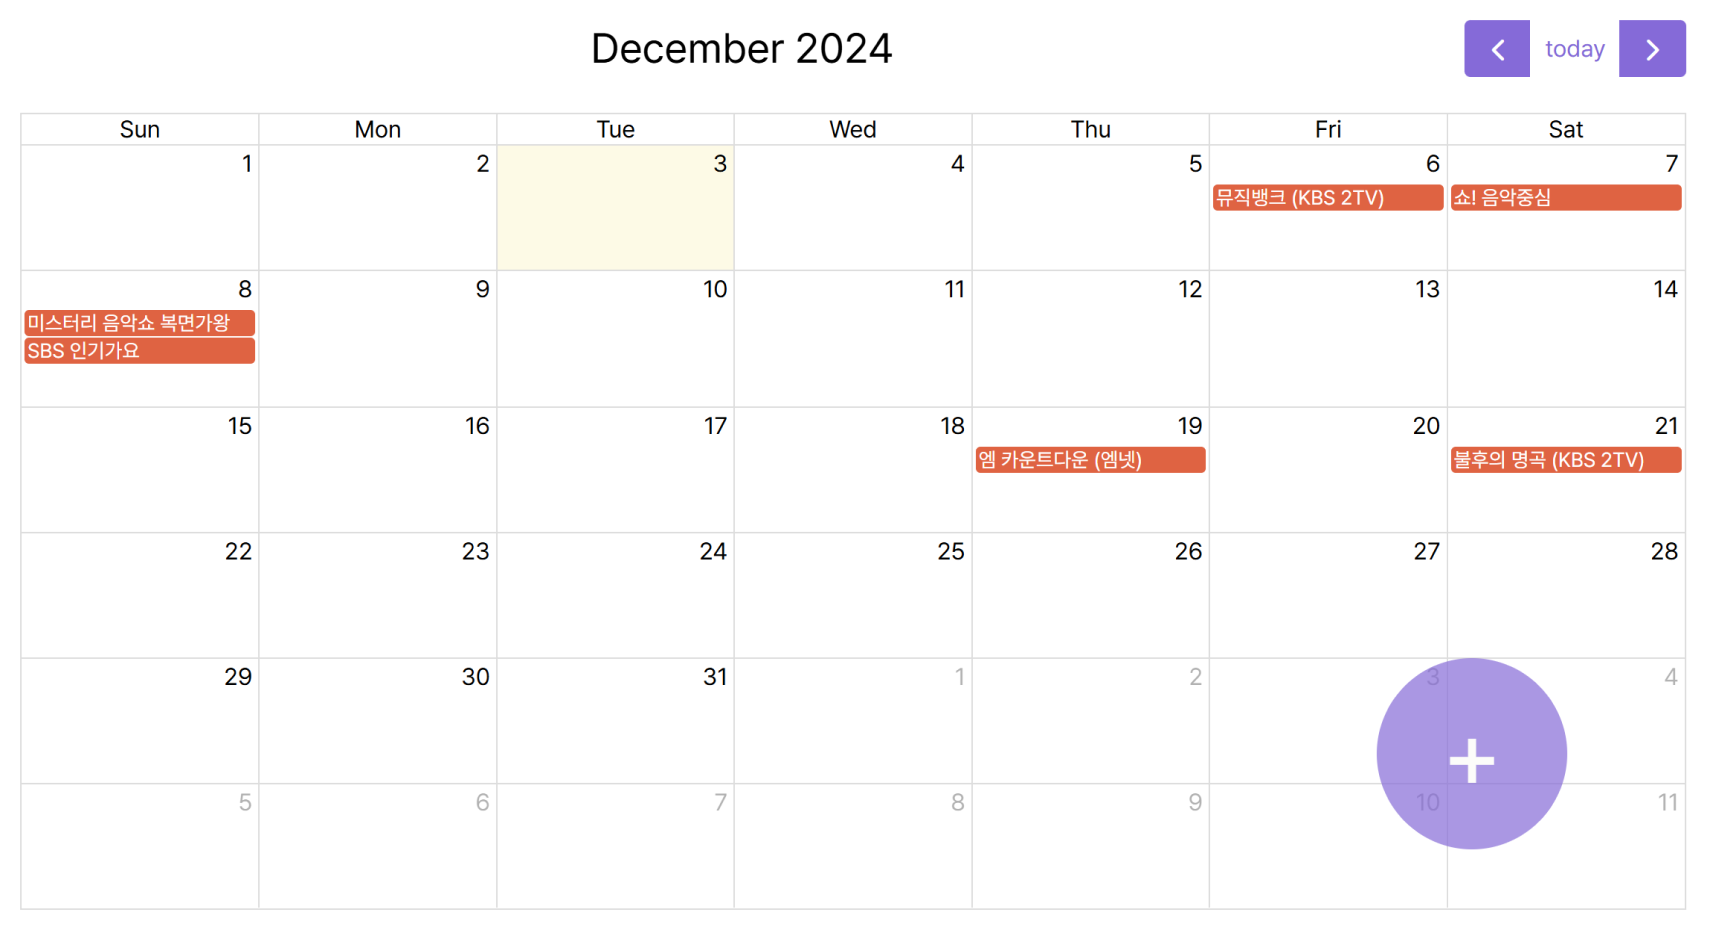 December 2024
today
Sun Mon Tue Wed Thu Fri Sat
1 2 3 4 5 6 7
뮤직뱅크 (KBS 2TV) 쇼! 음악중심
8 9 10 11 12 13 14
미스터리 음악쇼 복면가왕
SBS 인기가요
15 16 17 18 19 20 21
엠 카운트다운 (엠넷) 불후의 명곡 (KBS 2TV)
22 23 24 25 26 27 28
29 30 31 1 2 3 4
5 6 7 8 9 10 11